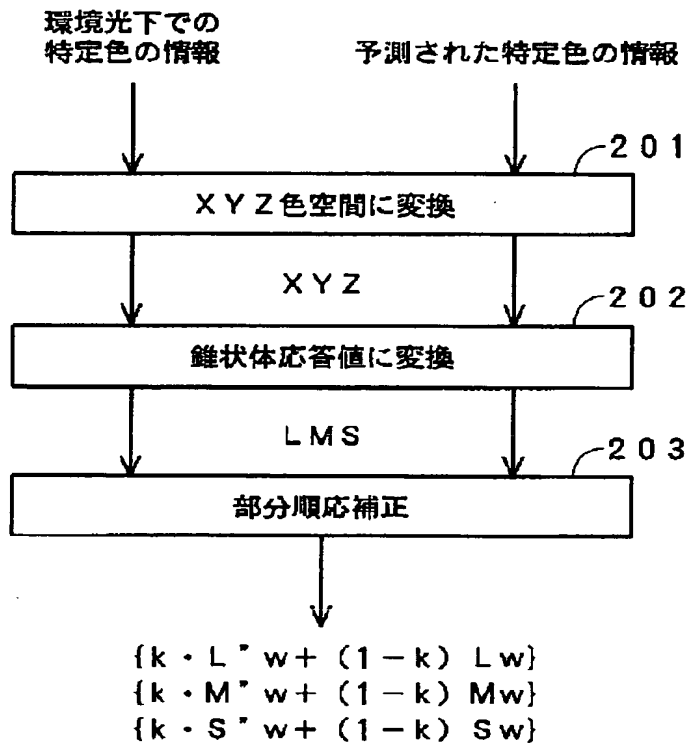 環境光下での
特定色の情報
予測された特定色の情報
201
XYZ色空間に変換
XYZ
202
錐状体応答値に変換
LMS
203
部分順応補正
{k・L"w+(1-k)Lw}
{k・M"w+(1-k)Mw}
{k・S"w+(1-k)Sw}